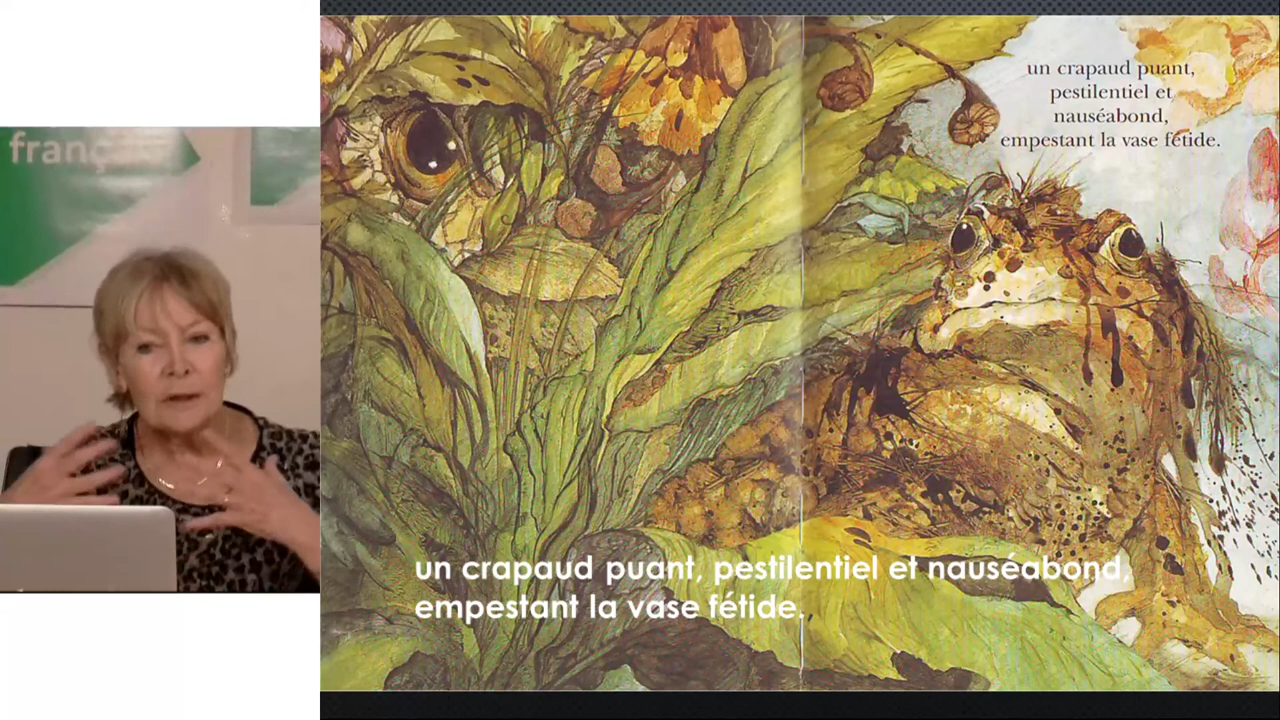 un crapaud puant,
pestilentiel et
nauséabond,
empestant la vase fétide.
un crapaud puant, pestilentiel et nauséabond,
empestant la vase fétide.